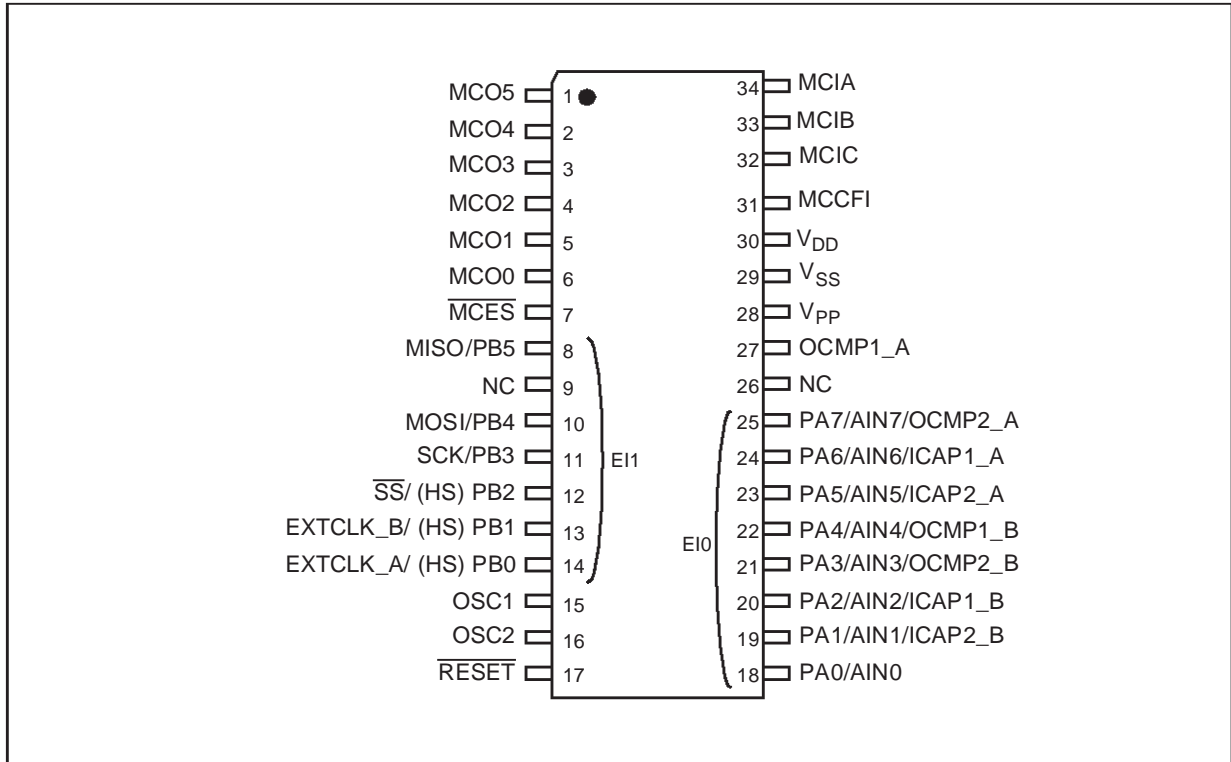 MCO5 1
MCO4 2
MCO3 3
MCO2 4
MCO1 5
MCO0 6
MCES 7
MISO/PB5 8
NC 9
MOSI/PB4 10
SCK/PB3 11
SS/ (HS) PB2 12
EXTCLK_B/ (HS) PB1 13
EXTCLK_A/ (HS) PB0 14
OSC1 15
OSC2 16
RESET 17
EI1
34 MCIA
33 MCIB
32 MCIC
31 MCCFI
30 VDD
29 VSS
28 VPP
27 OCMP1_A
26 NC
25 PA7/AIN7/OCMP2_A
24 PA6/AIN6/ICAP1_A
23 PA5/AIN5/ICAP2_A
22 PA4/AIN4/OCMP1_B
21 PA3/AIN3/OCMP2_B
20 PA2/AIN2/ICAP1_B
19 PA1/AIN1/ICAP2_B
18 PA0/AIN0
EI0